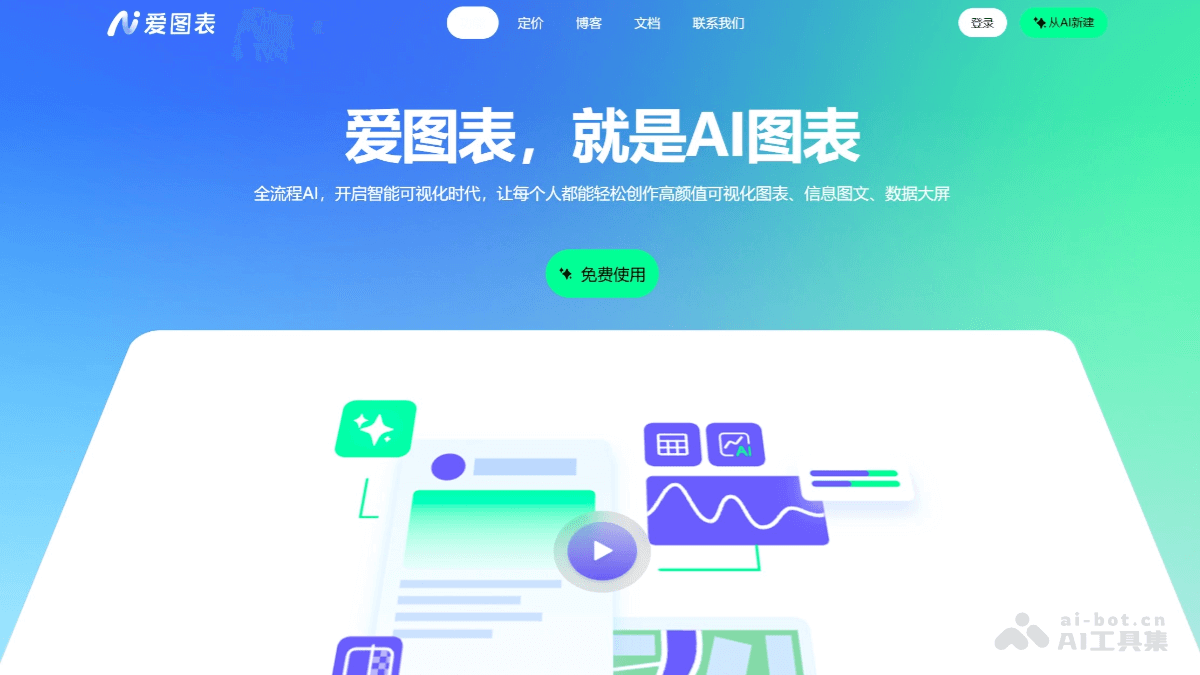 爱图表
定价
博客
文档
联系我们
登录
从AI新建
爱图表，就是AI图表
全流程AI，开启智能可视化时代，让每个人都能轻松创作高颜值可视化图表、信息图文、数据大屏
免费使用
AI
ai-bot.cn
AI工具集